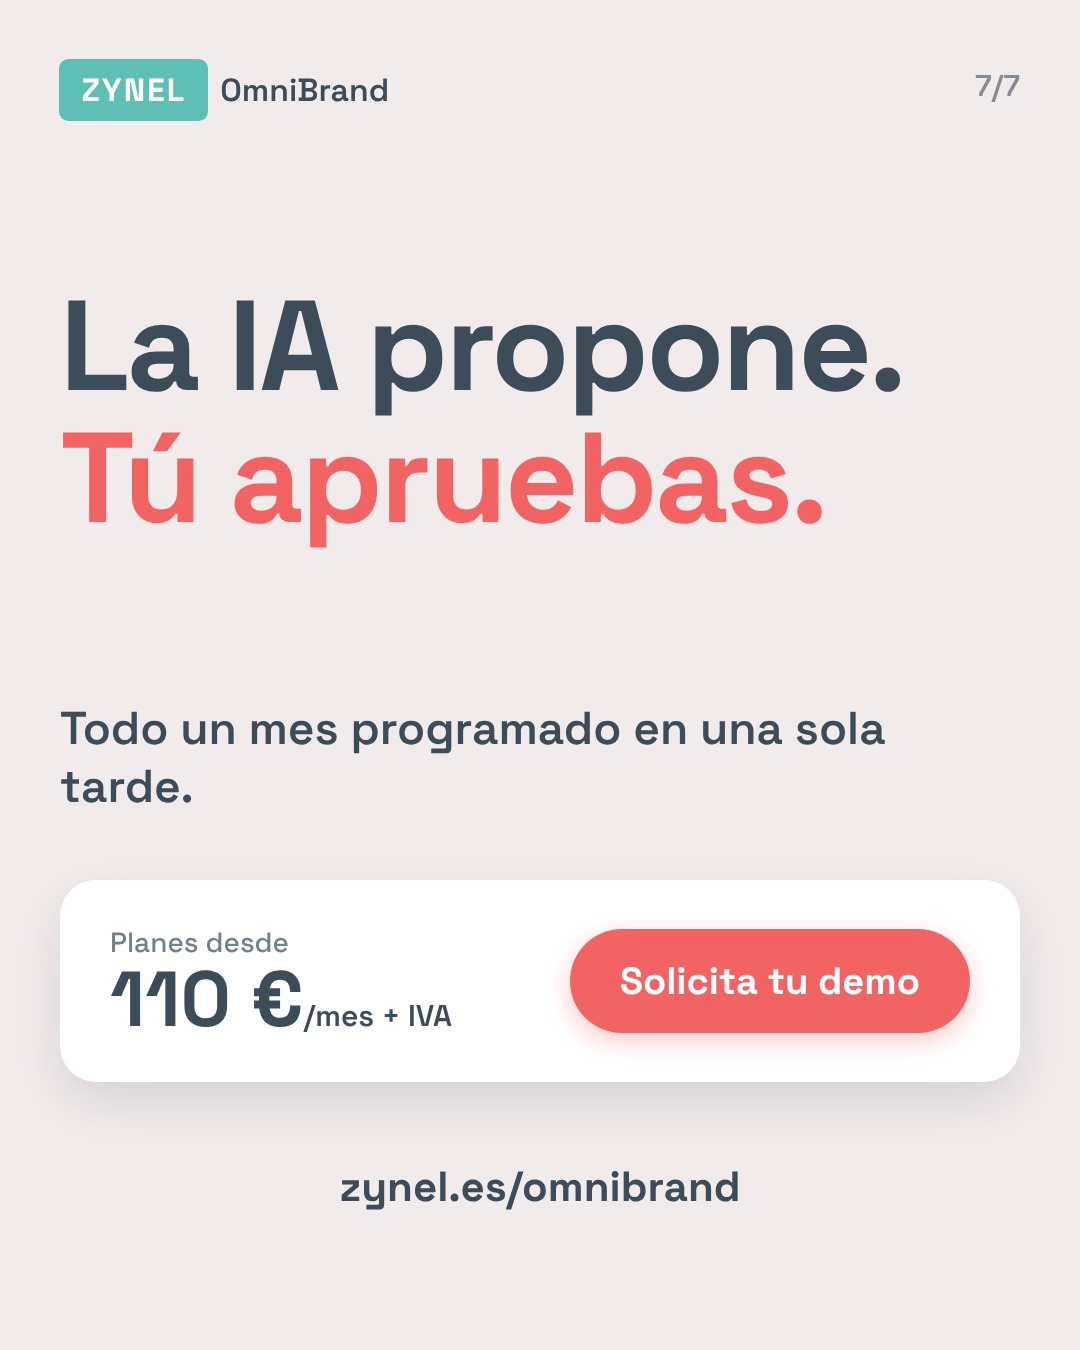 ZYNEL OmniBrand
7/7
La IA propone.
Tú apruebas.
Todo un mes programado en una sola
tarde.
Planes desde
110 €/mes + IVA
Solicita tu demo
zynel.es/omnibrand